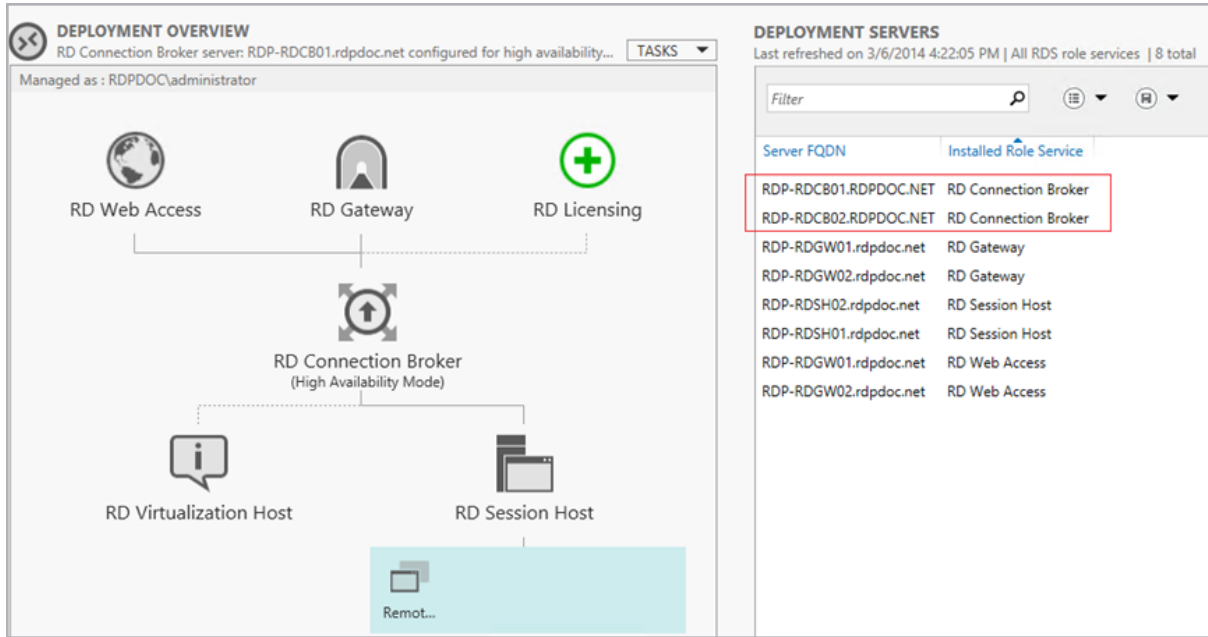 DEPLOYMENT OVERVIEW
RD Connection Broker server: RDP-RDCB01.rdpdoc.net configured for high availability...
TASKS
Managed as : RDPDOC\administrator
RD Web Access
RD Gateway
RD Licensing
RD Connection Broker
(High Availability Mode)
RD Virtualization Host
RD Session Host
Remot...
DEPLOYMENT SERVERS
Last refreshed on 3/6/2014 4:22:05 PM | All RDS role services | 8 total
Filter
Server FQDN Installed Role Service
RDP-RDCB01.RDPDOC.NET RD Connection Broker
RDP-RDCB02.RDPDOC.NET RD Connection Broker
RDP-RDGW01.rdpdoc.net RD Gateway
RDP-RDGW02.rdpdoc.net RD Gateway
RDP-RDSH02.rdpdoc.net RD Session Host
RDP-RDSH01.rdpdoc.net RD Session Host
RDP-RDGW01.rdpdoc.net RD Web Access
RDP-RDGW02.rdpdoc.net RD Web Access